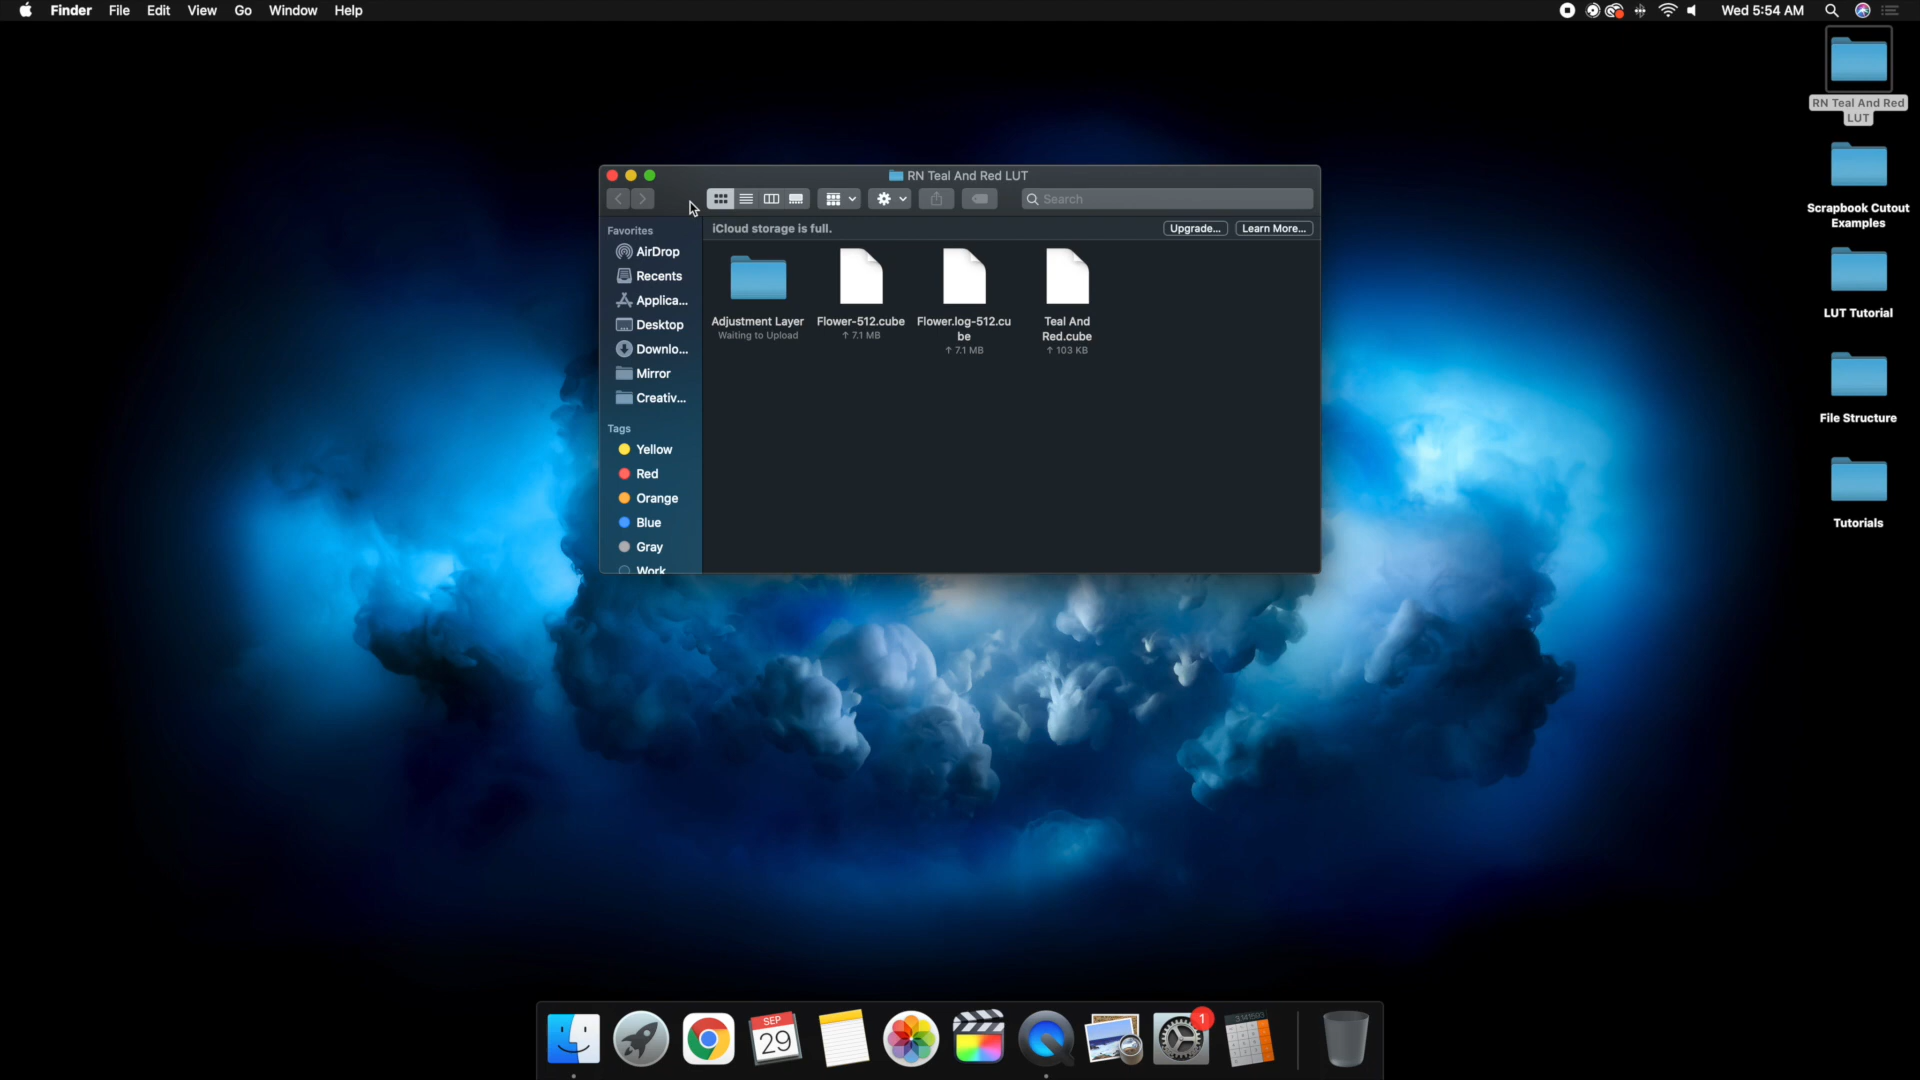 Finder File Edit View Go Window Help
Wed 5:54 AM
RN Teal And Red LUT
Search
Favorites
AirDrop
Recents
Applica...
Desktop
Downlo...
Mirror
Creativ...
Tags
Yellow
Red
Orange
Blue
Gray
Work
iCloud storage is full.
Upgrade...
Learn More...
Adjustment Layer
Waiting to Upload
Flower-512.cube
↑ 7.1 MB
Flower.log-512.cu
be
↑ 7.1 MB
Teal And
Red.cube
↑ 103 KB
RN Teal And Red
LUT
Scrapbook Cutout
Examples
LUT Tutorial
File Structure
Tutorials
SEP
29
1